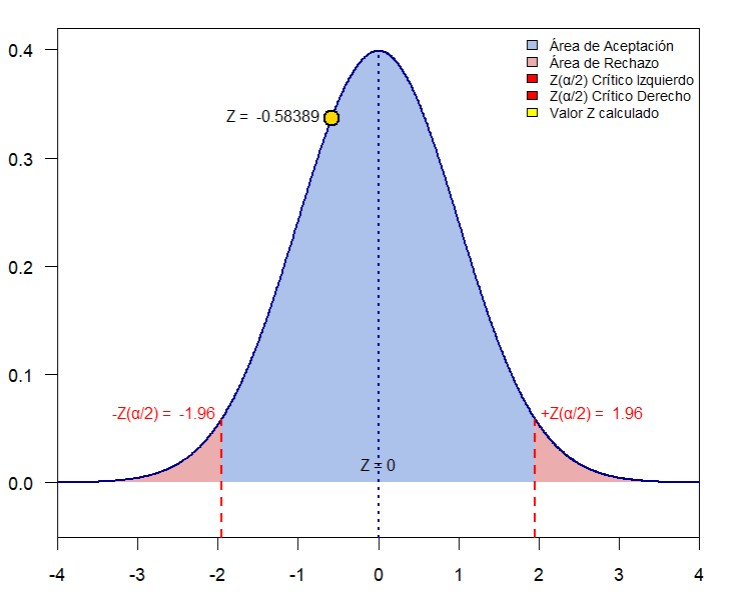 0.4
0.3
0.2
0.1
0.0
Área de Aceptación
Área de Rechazo
Z(α/2) Crítico Izquierdo
Z(α/2) Crítico Derecho
Valor Z calculado
Z = -0.58389
-Z(α/2) = -1.96
+Z(α/2) = 1.96
Z = 0
-4 -3 -2 -1 0 1 2 3 4